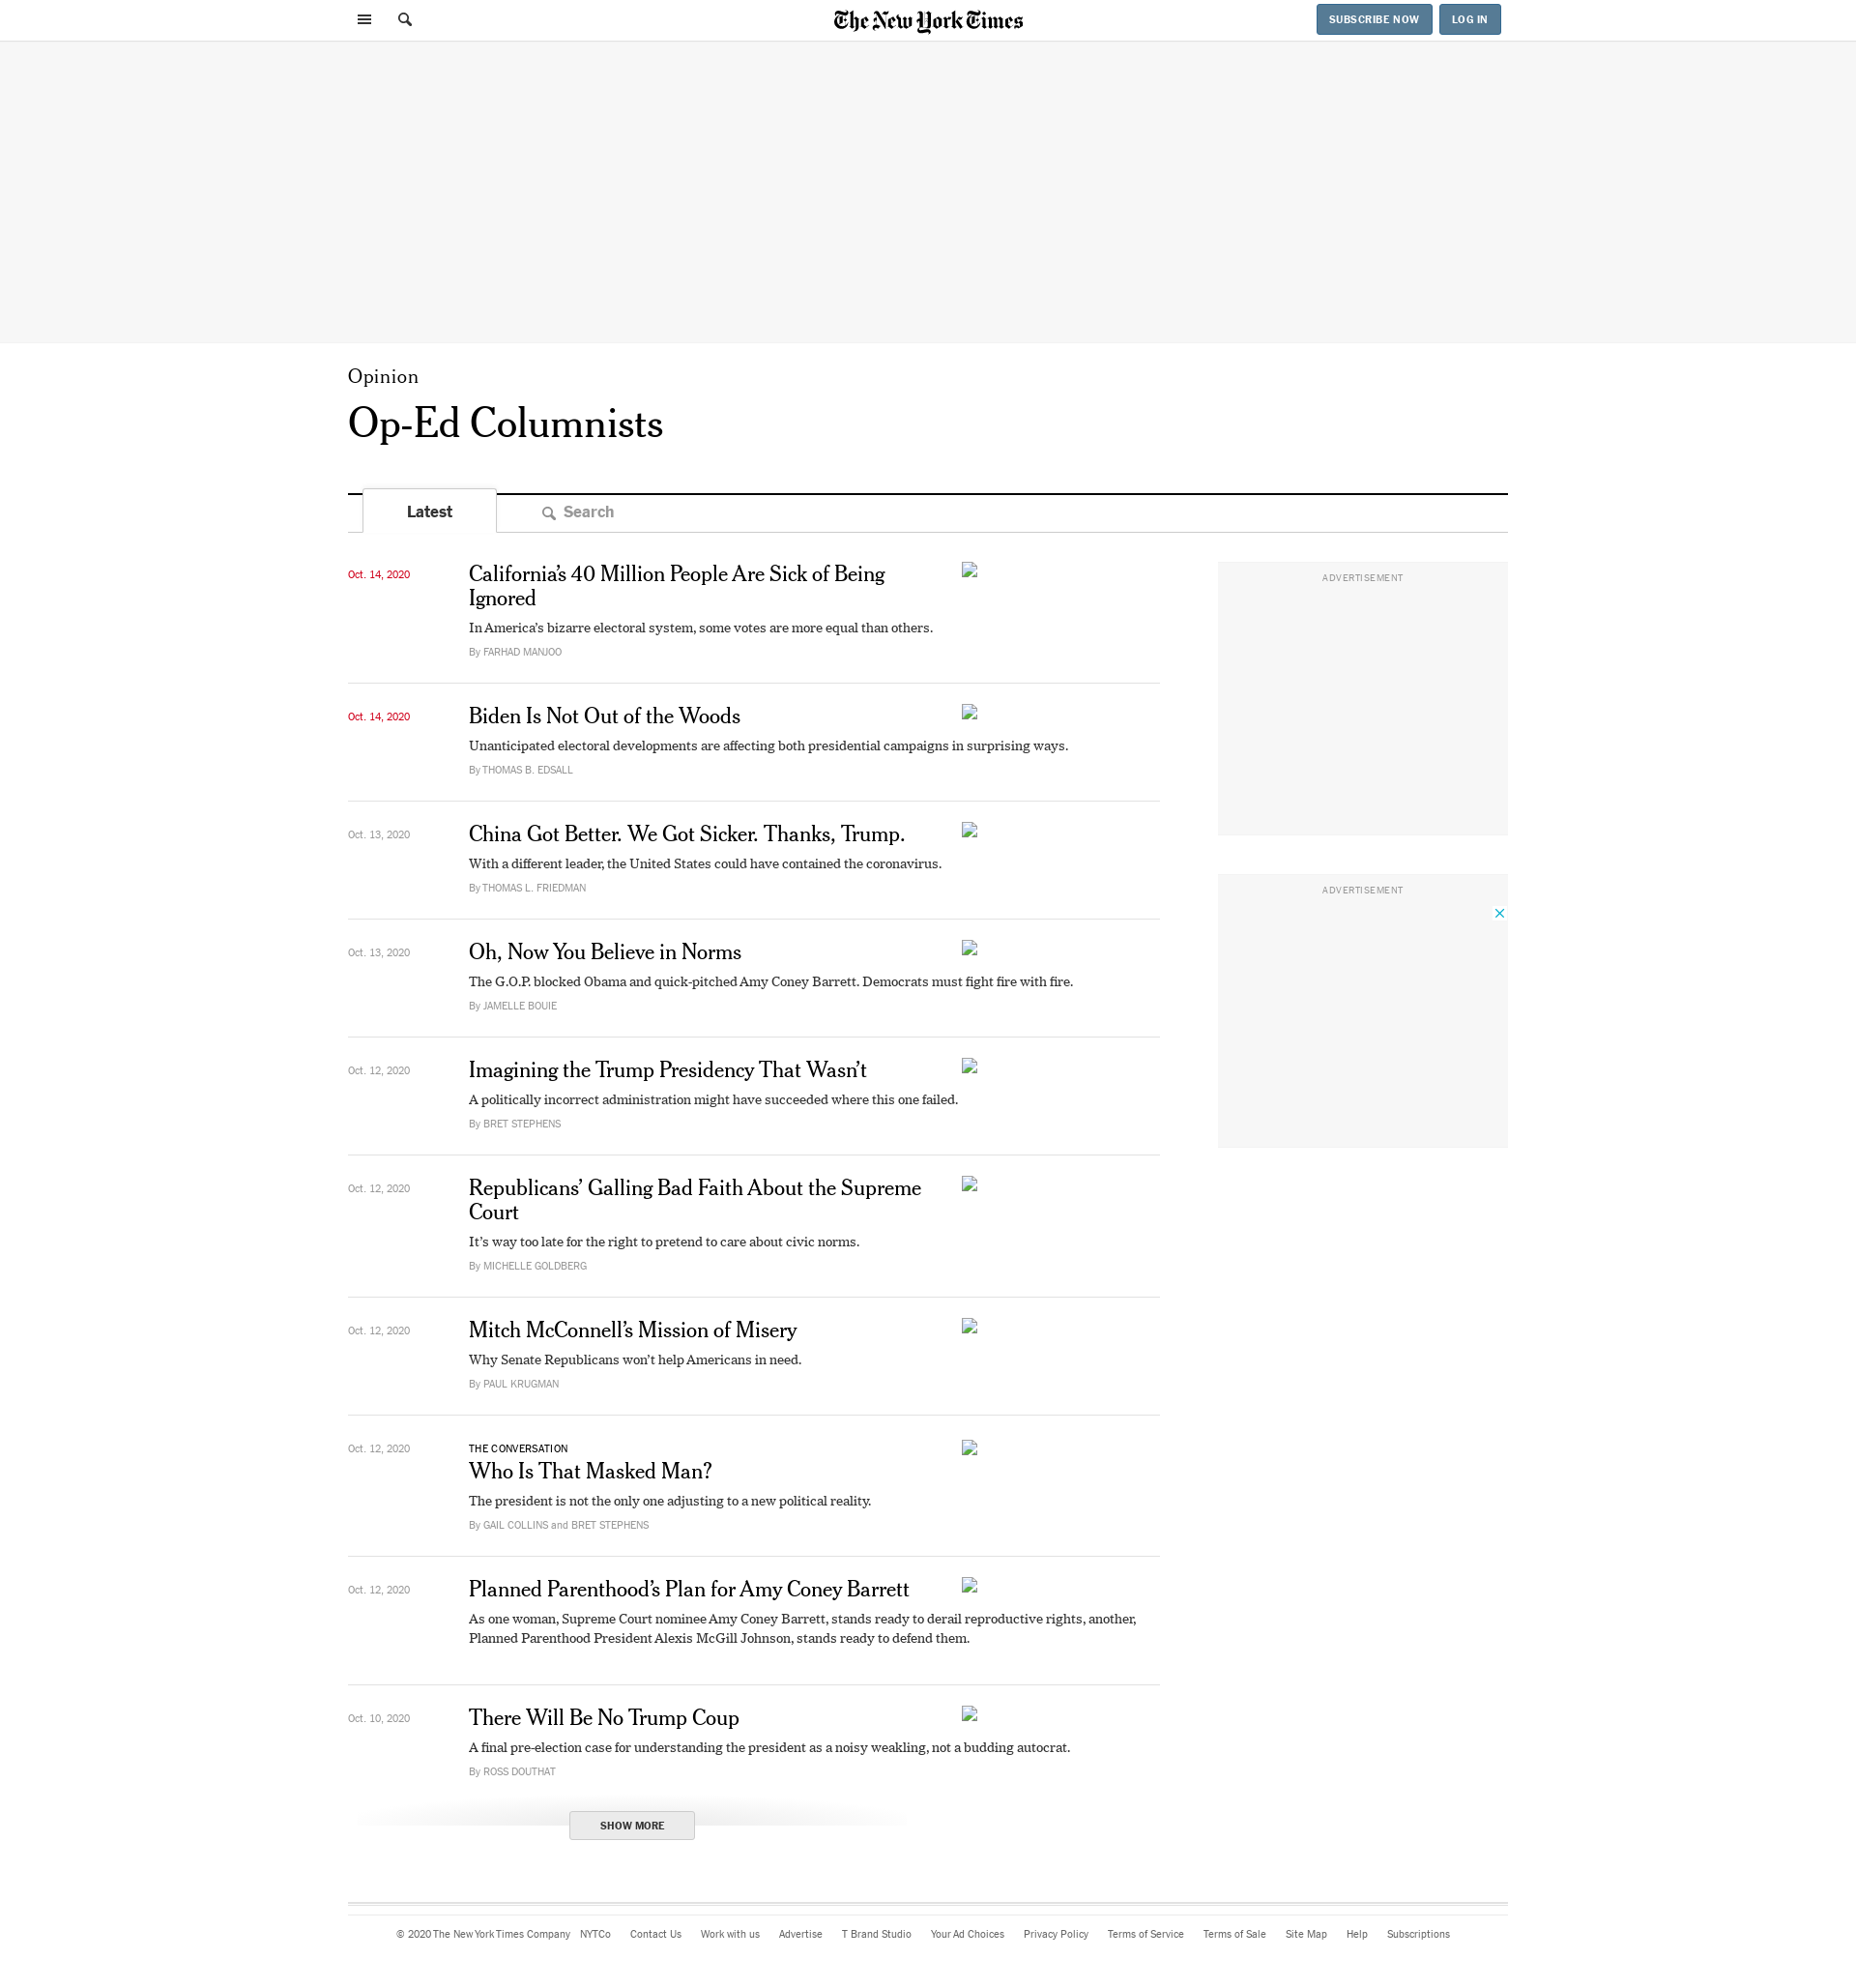 The New York Times
SUBSCRIBE NOW
LOG IN
Opinion
Op-Ed Columnists
Latest
Search
Oct. 14, 2020
California’s 40 Million People Are Sick of Being
Ignored
In America’s bizarre electoral system, some votes are more equal than others.
By FARHAD MANJOO
ADVERTISEMENT
Oct. 14, 2020
Biden Is Not Out of the Woods
Unanticipated electoral developments are affecting both presidential campaigns in surprising ways.
By THOMAS B. EDSALL
Oct. 13, 2020
China Got Better. We Got Sicker. Thanks, Trump.
With a different leader, the United States could have contained the coronavirus.
By THOMAS L. FRIEDMAN
ADVERTISEMENT
Oct. 13, 2020
Oh, Now You Believe in Norms
The G.O.P. blocked Obama and quick-pitched Amy Coney Barrett. Democrats must fight fire with fire.
By JAMELLE BOUIE
Oct. 12, 2020
Imagining the Trump Presidency That Wasn’t
A politically incorrect administration might have succeeded where this one failed.
By BRET STEPHENS
Oct. 12, 2020
Republicans’ Galling Bad Faith About the Supreme
Court
It’s way too late for the right to pretend to care about civic norms.
By MICHELLE GOLDBERG
Oct. 12, 2020
Mitch McConnell’s Mission of Misery
Why Senate Republicans won’t help Americans in need.
By PAUL KRUGMAN
Oct. 12, 2020
THE CONVERSATION
Who Is That Masked Man?
The president is not the only one adjusting to a new political reality.
By GAIL COLLINS and BRET STEPHENS
Oct. 12, 2020
Planned Parenthood’s Plan for Amy Coney Barrett
As one woman, Supreme Court nominee Amy Coney Barrett, stands ready to derail reproductive rights, another,
Planned Parenthood President Alexis McGill Johnson, stands ready to defend them.
Oct. 10, 2020
There Will Be No Trump Coup
A final pre-election case for understanding the president as a noisy weakling, not a budding autocrat.
By ROSS DOUTHAT
SHOW MORE
© 2020 The New York Times Company NYTCo Contact Us Work with us Advertise T Brand Studio Your Ad Choices Privacy Policy Terms of Service Terms of Sale Site Map Help Subscriptions